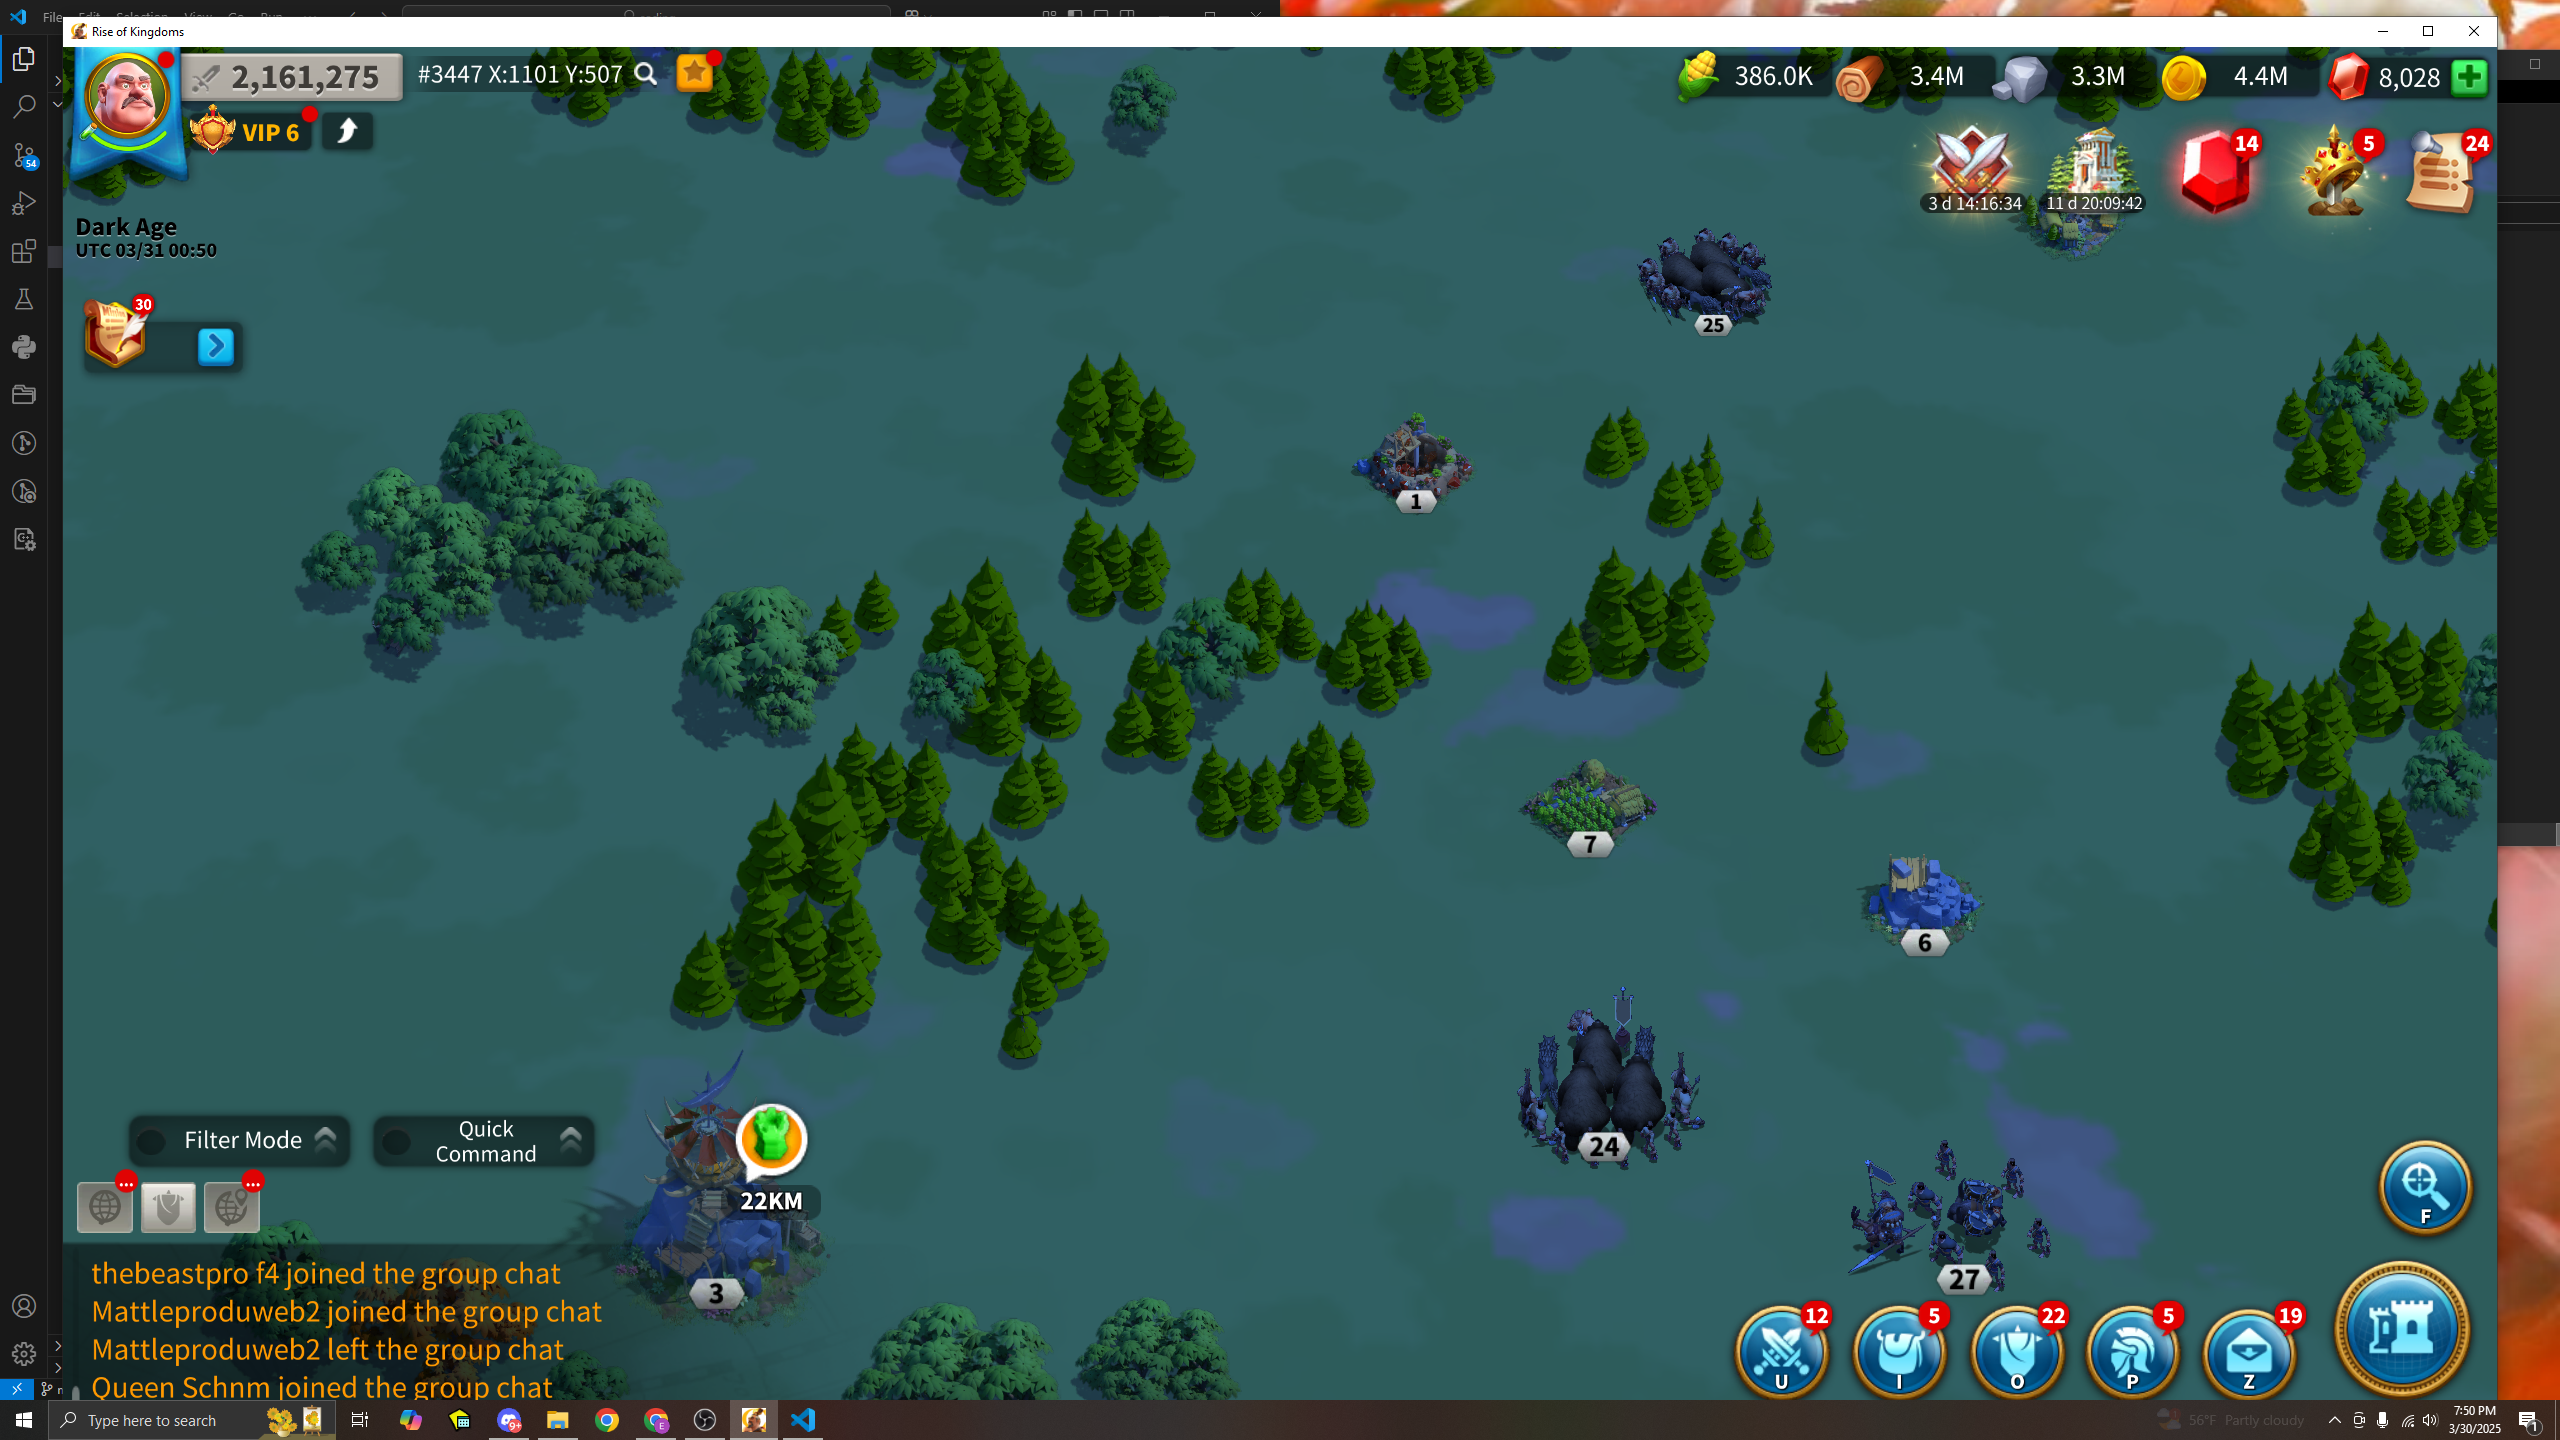 Rise of Kingdoms
2,161,275
#3447 X:1101 Y:507
386.0K
3.4M
3.3M
4.4M
8,028
VIP 6
14
5
24
3 d 14:16:34
11 d 20:09:42
54
Dark Age
UTC 03/31 00:50
30
25
1
7
6
24
27
3
22KM
Filter Mode
Quick
Command
thebeastpro f4 joined the group chat
Mattleproduweb2 joined the group chat
Mattleproduweb2 left the group chat
Queen Schnm joined the group chat
F
12
5
22
5
19
U
I
O
P
Z
Type here to search
9+
56°F Partly cloudy
7:50 PM
3/30/2025
1